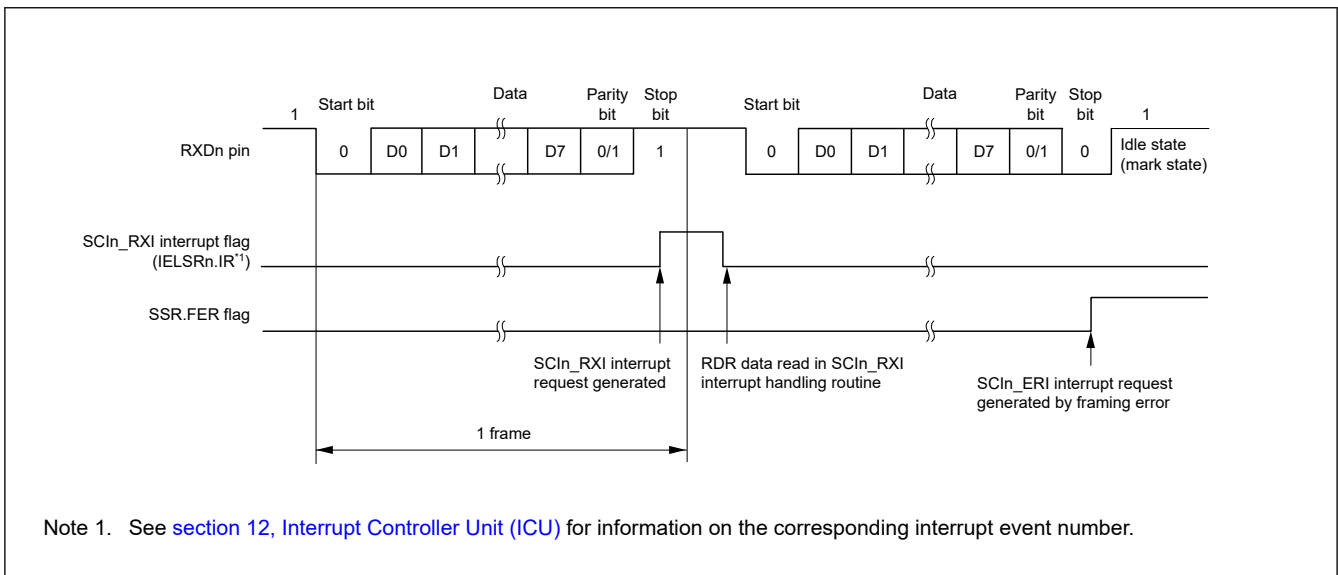 1
Start bit
Data
Parity bit
Stop bit
Start bit
Data
Parity bit
Stop bit
1
RXDn pin
0
D0
D1
D7
0/1
1
0
D0
D1
D7
0/1
0
Idle state
(mark state)
SCIn_RXI interrupt flag
(IELSRn.IR*1)
SSR.FER flag
SCIn_RXI interrupt
request generated
RDR data read in SCIn_RXI
interrupt handling routine
SCIn_ERI interrupt request
generated by framing error
1 frame
Note 1. See section 12, Interrupt Controller Unit (ICU) for information on the corresponding interrupt event number.